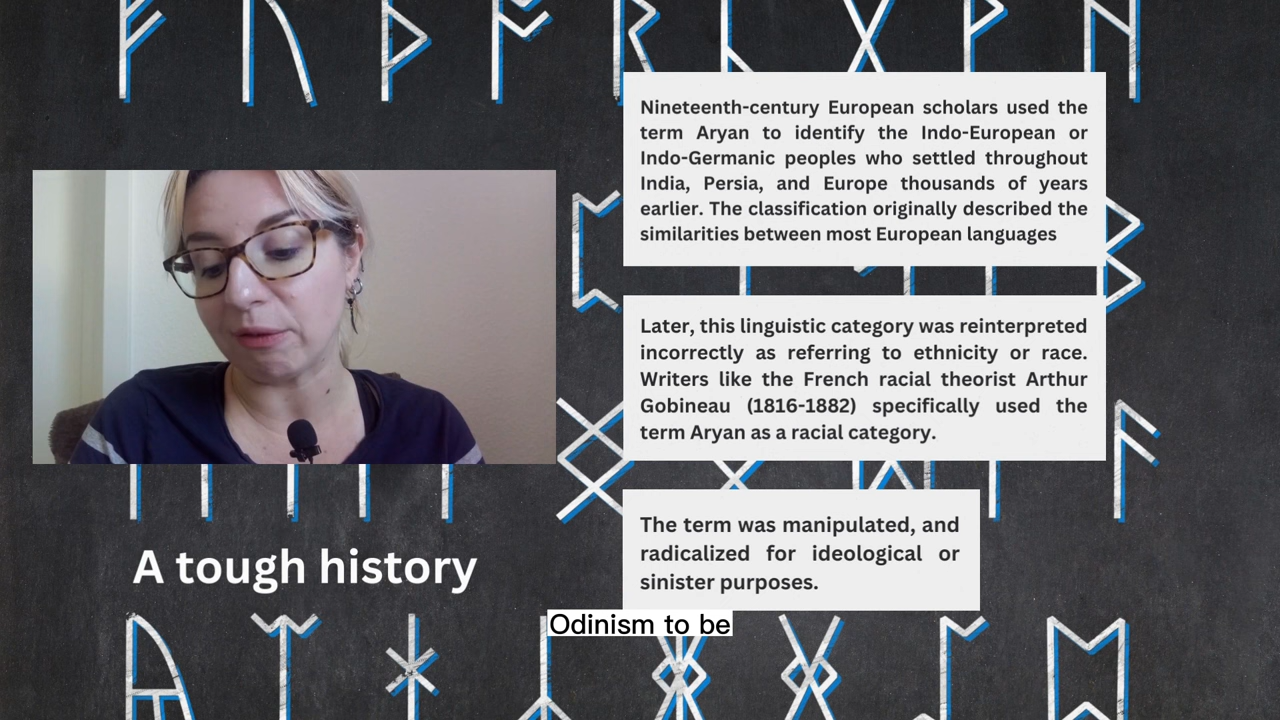 Nineteenth-century European scholars used the
term Aryan to identify the Indo-European or
Indo-Germanic peoples who settled throughout
India, Persia, and Europe thousands of years
earlier. The classification originally described the
similarities between most European languages
Later, this linguistic category was reinterpreted
incorrectly as referring to ethnicity or race.
Writers like the French racial theorist Arthur
Gobineau (1816-1882) specifically used the
term Aryan as a racial category.
The term was manipulated, and
radicalized for ideological or
sinister purposes.
A tough history
Odinism to be